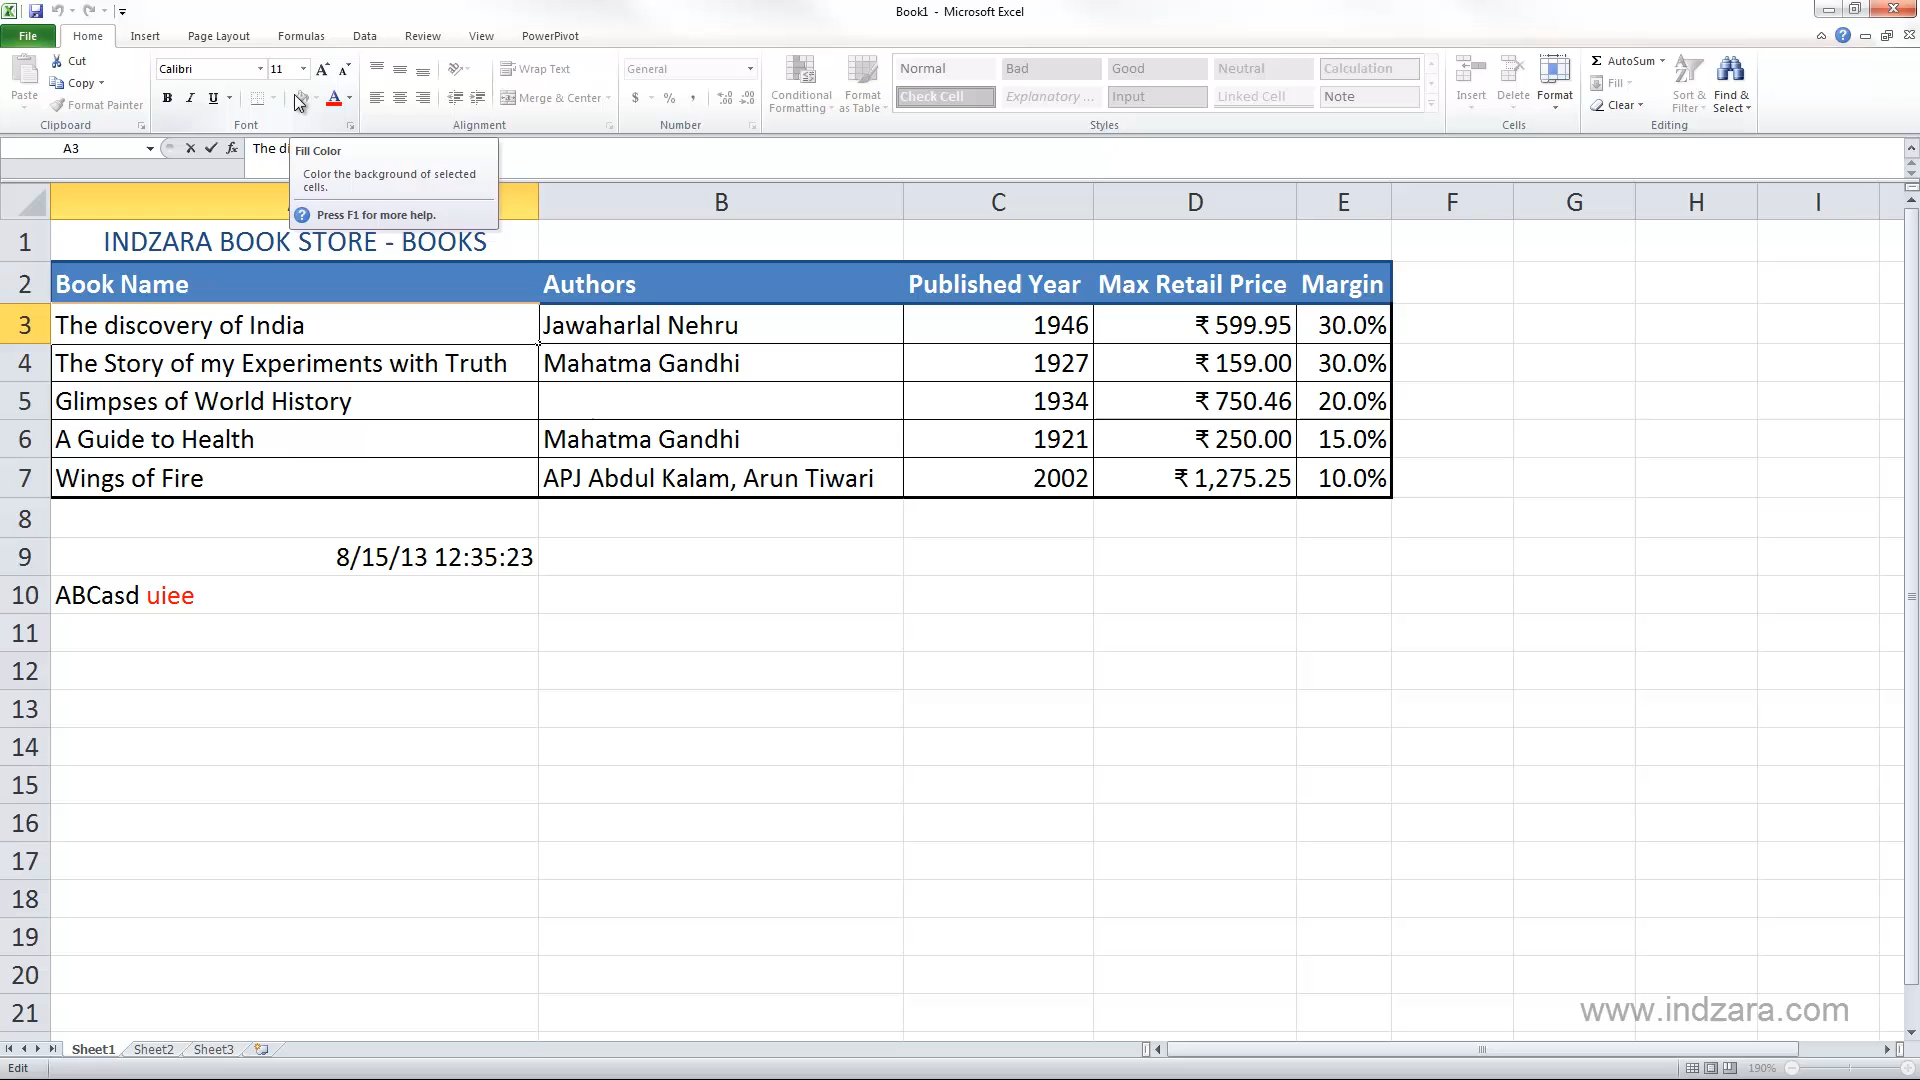 Book1 - Microsoft Excel
File Home Insert Page Layout Formulas Data Review View PowerPivot
Paste
Cut
Copy
Format Painter
Clipboard
Calibri 11
B I U A
Font
Wrap Text
Merge & Center
Alignment
General
$ % ,
Number
Conditional Formatting
Format as Table
Normal Bad Good Neutral Calculation
Check Cell Explanatory ... Input Linked Cell Note
Styles
Insert Delete Format
Cells
Σ AutoSum
Fill
Clear
Sort & Filter
Find & Select
Editing
A3 fx The di
Fill Color
Color the background of selected
cells.
Press F1 for more help.
B C D E F G H I
1 INDZARA BOOK STORE - BOOKS
2 Book Name Authors Published Year Max Retail Price Margin
3 The discovery of India Jawaharlal Nehru 1946 ₹ 599.95 30.0%
4 The Story of my Experiments with Truth Mahatma Gandhi 1927 ₹ 159.00 30.0%
5 Glimpses of World History 1934 ₹ 750.46 20.0%
6 A Guide to Health Mahatma Gandhi 1921 ₹ 250.00 15.0%
7 Wings of Fire APJ Abdul Kalam, Arun Tiwari 2002 ₹ 1,275.25 10.0%
8
9 8/15/13 12:35:23
10 ABCasd uiee
11
12
13
14
15
16
17
18
19
20
21
www.indzara.com
Sheet1 Sheet2 Sheet3
Edit 190%